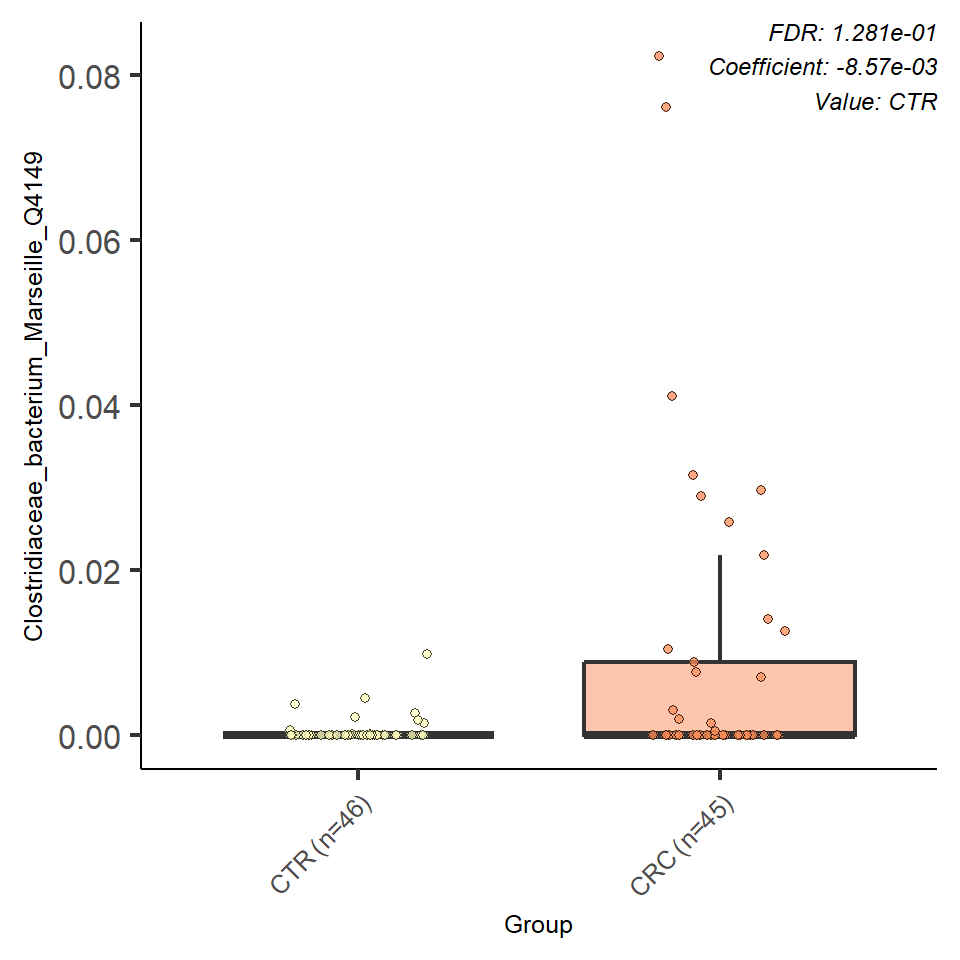 FDR: 1.281e-01
Coefficient: -8.57e-03
Value: CTR
Clostridiaceae_bacterium_Marseille_Q4149
0.08
0.06
0.04
0.02
0.00
CTR (n=46)
CRC (n=45)
Group